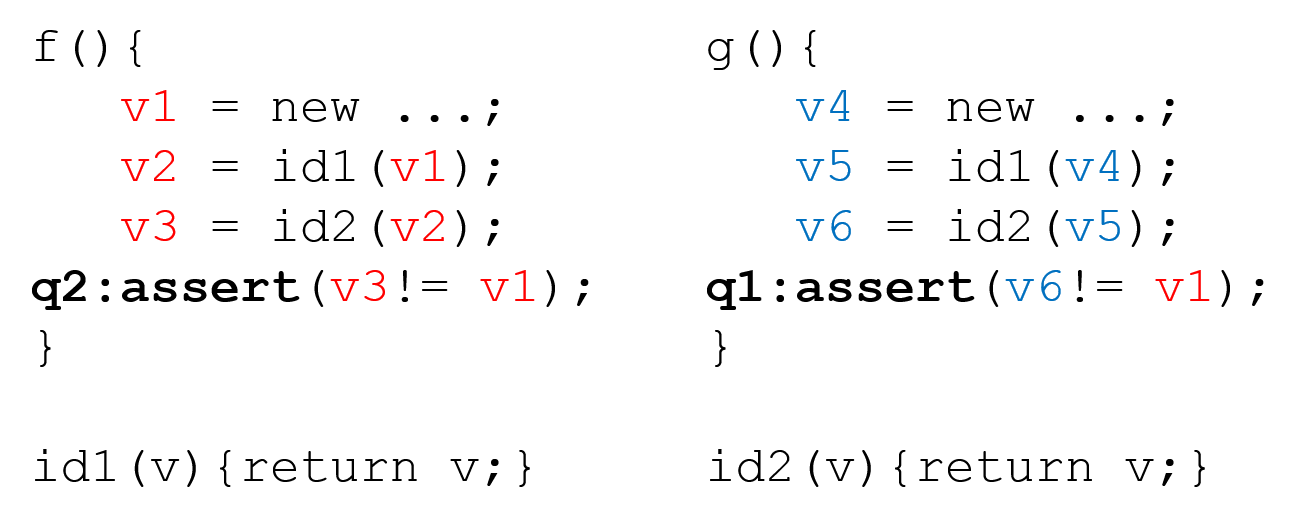 f(){
v1 = new ...;
v2 = id1(v1);
v3 = id2(v2);
q2:assert(v3!= v1);
}
id1(v){return v;}
g(){
v4 = new ...;
v5 = id1(v4);
v6 = id2(v5);
q1:assert(v6!= v1);
}
id2(v){return v;}